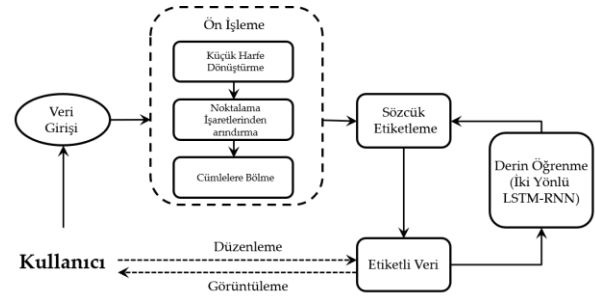 Ön İşleme
Küçük Harfe
Dönüştürme
Noktalama
İşaretlerinden
arındırma
Cümlelere Bölme
Veri
Girişi
Sözcük
Etiketleme
Derin Öğrenme
(İki Yönlü
LSTM-RNN)
Kullanıcı
Düzenleme
Görüntüleme
Etiketli Veri